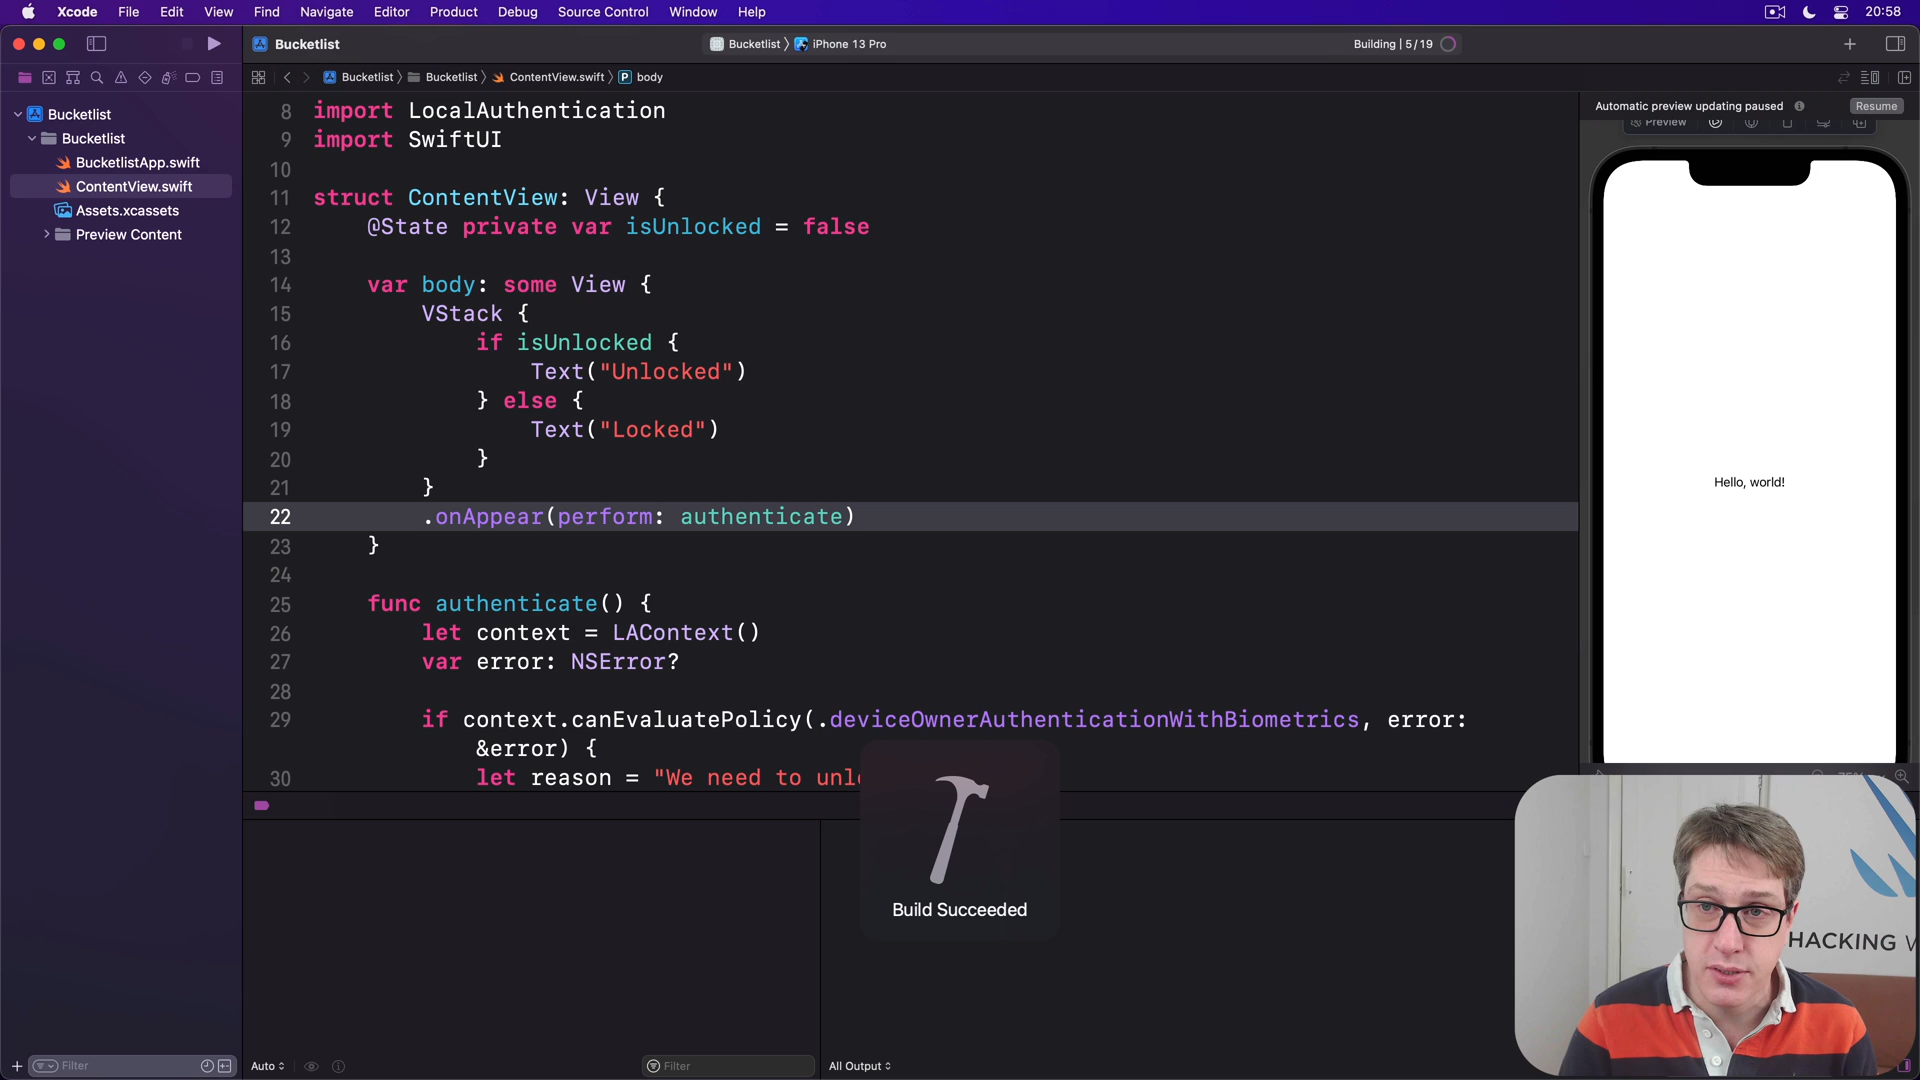 Xcode File Edit View Find Navigate Editor Product Debug Source Control Window Help 20:58
Bucketlist
Bucketlist 〉 iPhone 13 Pro
Building | 5/19
Bucketlist 〉 Bucketlist 〉 ContentView.swift 〉 P body
Bucketlist
Bucketlist
BucketlistApp.swift
ContentView.swift
Assets.xcassets
Preview Content
8 import LocalAuthentication
9 import SwiftUI
10
11 struct ContentView: View {
12 @State private var isUnlocked = false
13
14 var body: some View {
15 VStack {
16 if isUnlocked {
17 Text("Unlocked")
18 } else {
19 Text("Locked")
20 }
21 }
22 .onAppear(perform: authenticate)
23 }
24
25 func authenticate() {
26 let context = LAContext()
27 var error: NSError?
28
29 if context.canEvaluatePolicy(.deviceOwnerAuthenticationWithBiometrics, error:
&error) {
30 let reason = "We need to unlo
Automatic preview updating paused Resume
Preview
Hello, world!
75%
Build Succeeded
HACKING W
Filter
Auto
Filter
All Output